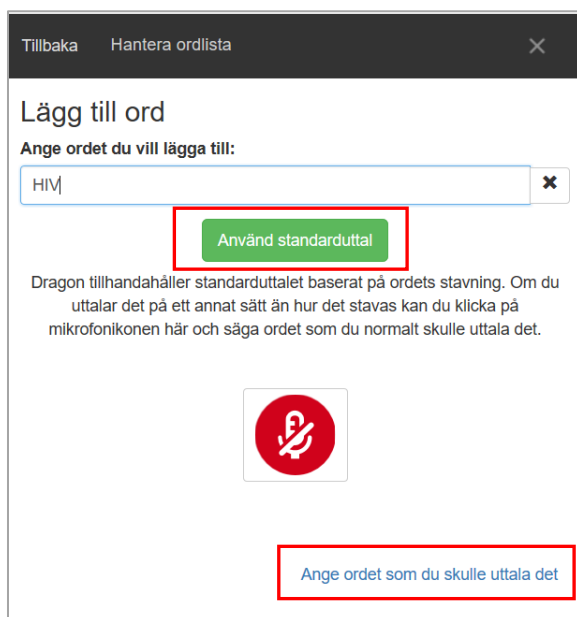 Tillbaka Hantera ordlista
Lägg till ord
Ange ordet du vill lägga till:
HIV
Använd standarduttal
Dragon tillhandahåller standarduttalet baserat på ordets stavning. Om du
uttalar det på ett annat sätt än hur det stavas kan du klicka på
mikrofonikonen här och säga ordet som du normalt skulle uttala det.
Ange ordet som du skulle uttala det